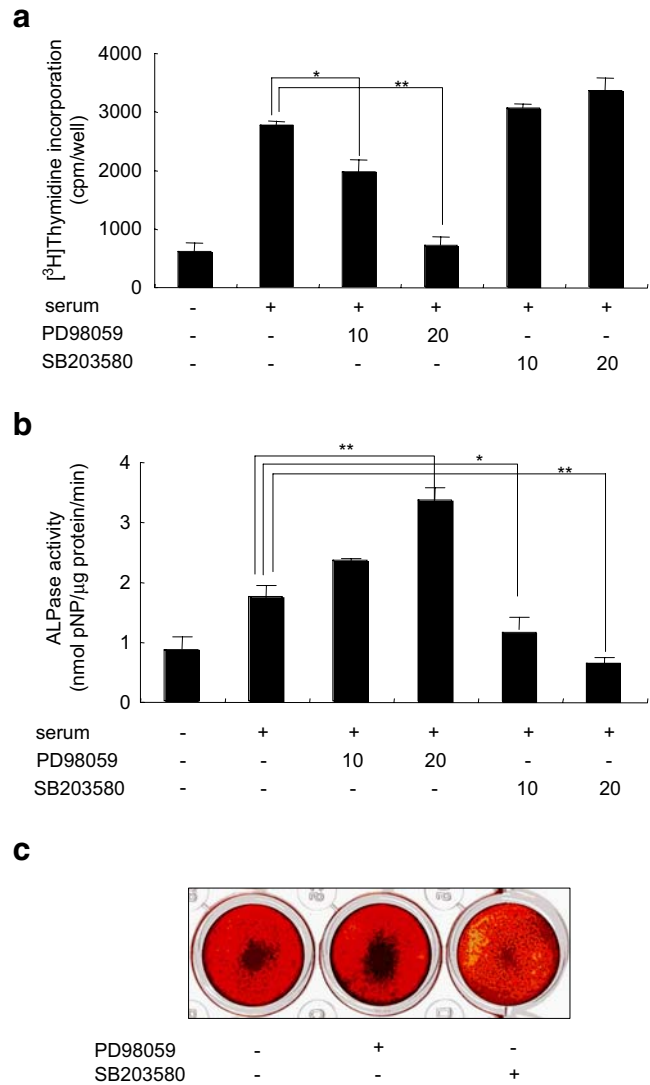 a
[³H]Thymidine incorporation
(cpm/well)
4000
3000
2000
1000
0
*
**
serum - + + + + +
PD98059 - - 10 20 - -
SB203580 - - - - 10 20
b
ALPase activity
(nmol pNP/µg protein/min)
4
3
2
1
0
**
*
**
serum - + + + + +
PD98059 - - 10 20 - -
SB203580 - - - - 10 20
c
PD98059 - + -
SB203580 - - +